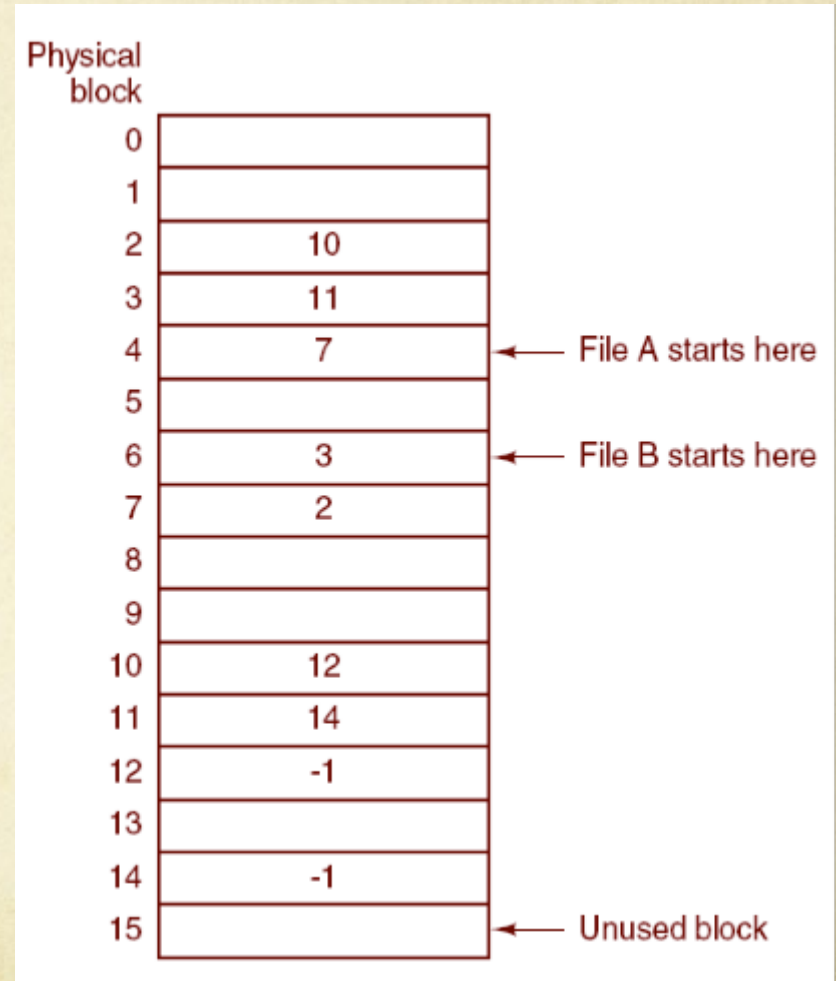 Physical
block
0
1
2 10
3 11
4 7 File A starts here
5
6 3 File B starts here
7 2
8
9
10 12
11 14
12 -1
13
14 -1
15 Unused block